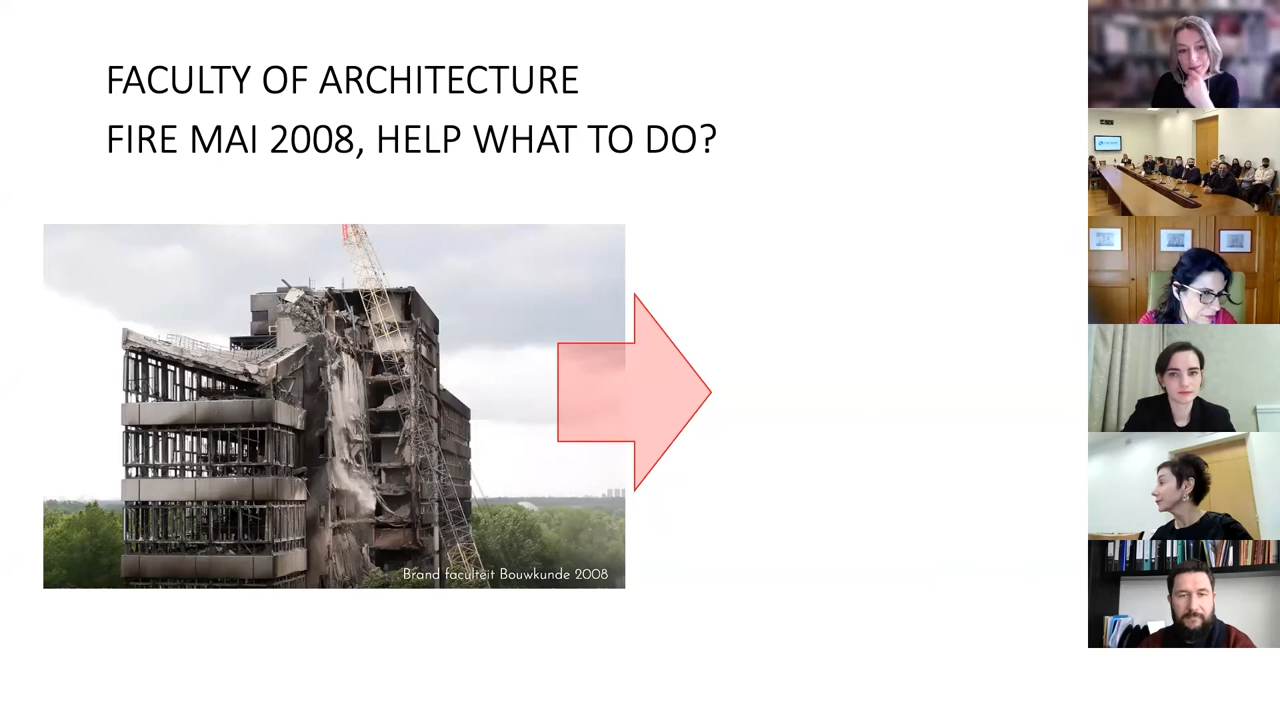 FACULTY OF ARCHITECTURE
FIRE MAI 2008, HELP WHAT TO DO?
Brand faculteit Bouwkunde 2008